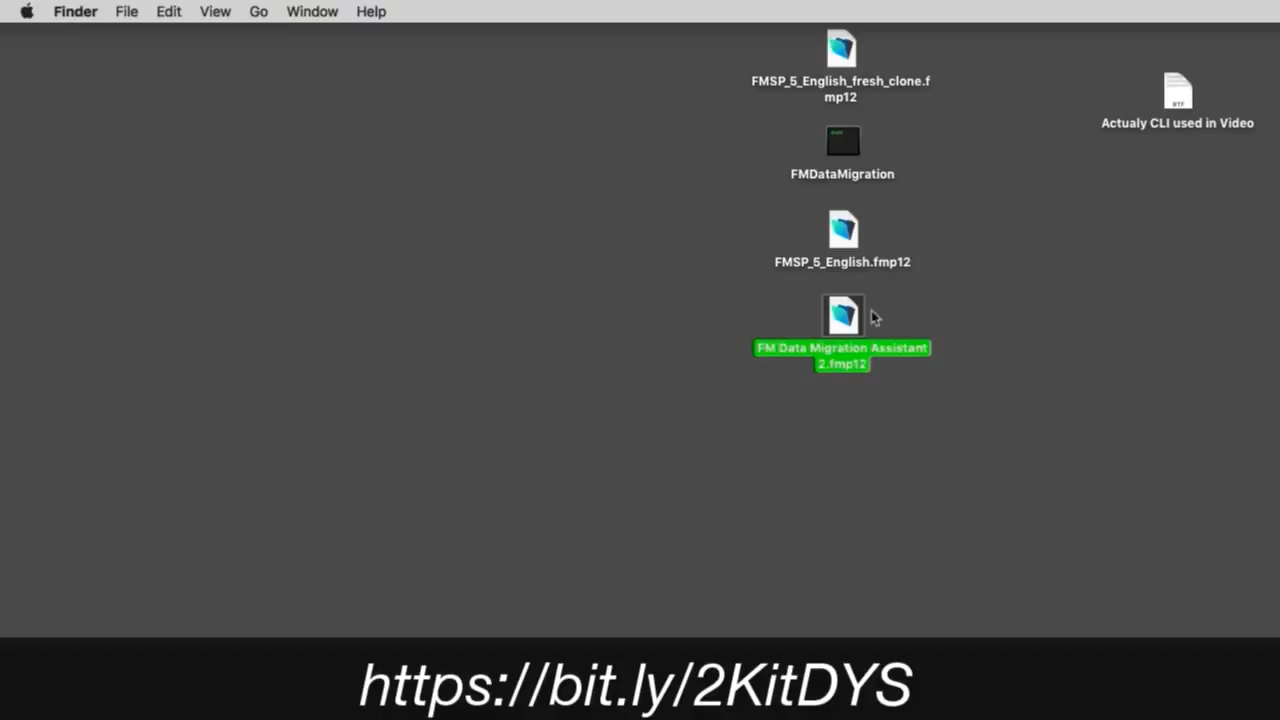 Finder File Edit View Go Window Help
FMSP_5_English_fresh_clone.f
mp12
Actualy CLI used in Video
FMDataMigration
FMSP_5_English.fmp12
FM Data Migration Assistant
2.fmp12
https://bit.ly/2KitDYS